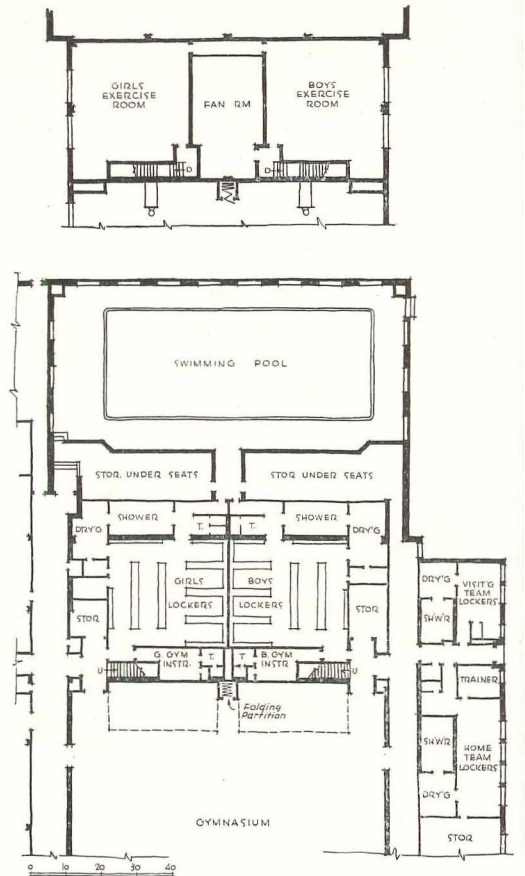 GIRLS
EXERCISE
ROOM
FAN RM
BOYS
EXERCISE
ROOM
D
D
SWIMMING POOL
STOR. UNDER SEATS
STOR UNDER SEATS
SHOWER
T.
T.
SHOWER
DRY'G
DRY'G
GIRLS
LOCKERS
BOYS
LOCKERS
STOR
STOR
G. GYM
INSTR.
T.
T.
B. GYM
INSTR
U
U
Folding
Partition
DRY'G
VISIT'G
TEAM
LOCKERS
SH'W'R
TRAINER
SH'W'R
HOME
TEAM
LOCKERS
DRY'G
STOR
GYMNASIUM
0 10 20 30 40